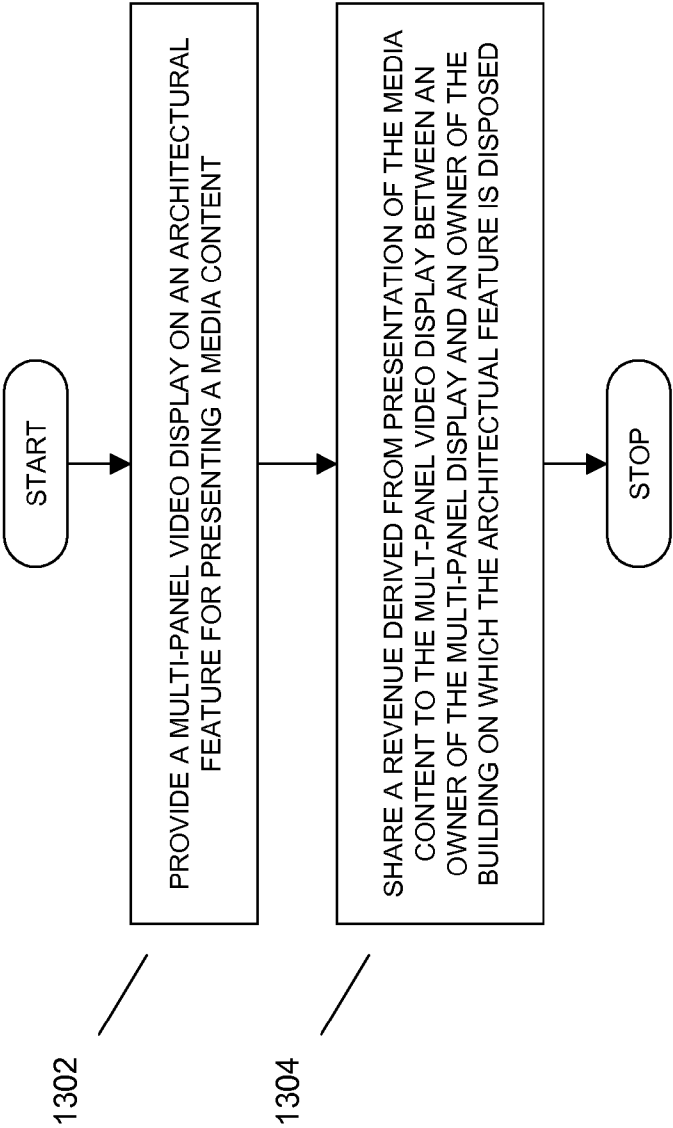 START
1302
PROVIDE A MULTI-PANEL VIDEO DISPLAY ON AN ARCHITECTURAL
FEATURE FOR PRESENTING A MEDIA CONTENT
1304
SHARE A REVENUE DERIVED FROM PRESENTATION OF THE MEDIA
CONTENT TO THE MULT-PANEL VIDEO DISPLAY BETWEEN AN
OWNER OF THE MULTI-PANEL DISPLAY AND AN OWNER OF THE
BUILDING ON WHICH THE ARCHITECTUAL FEATURE IS DISPOSED
STOP